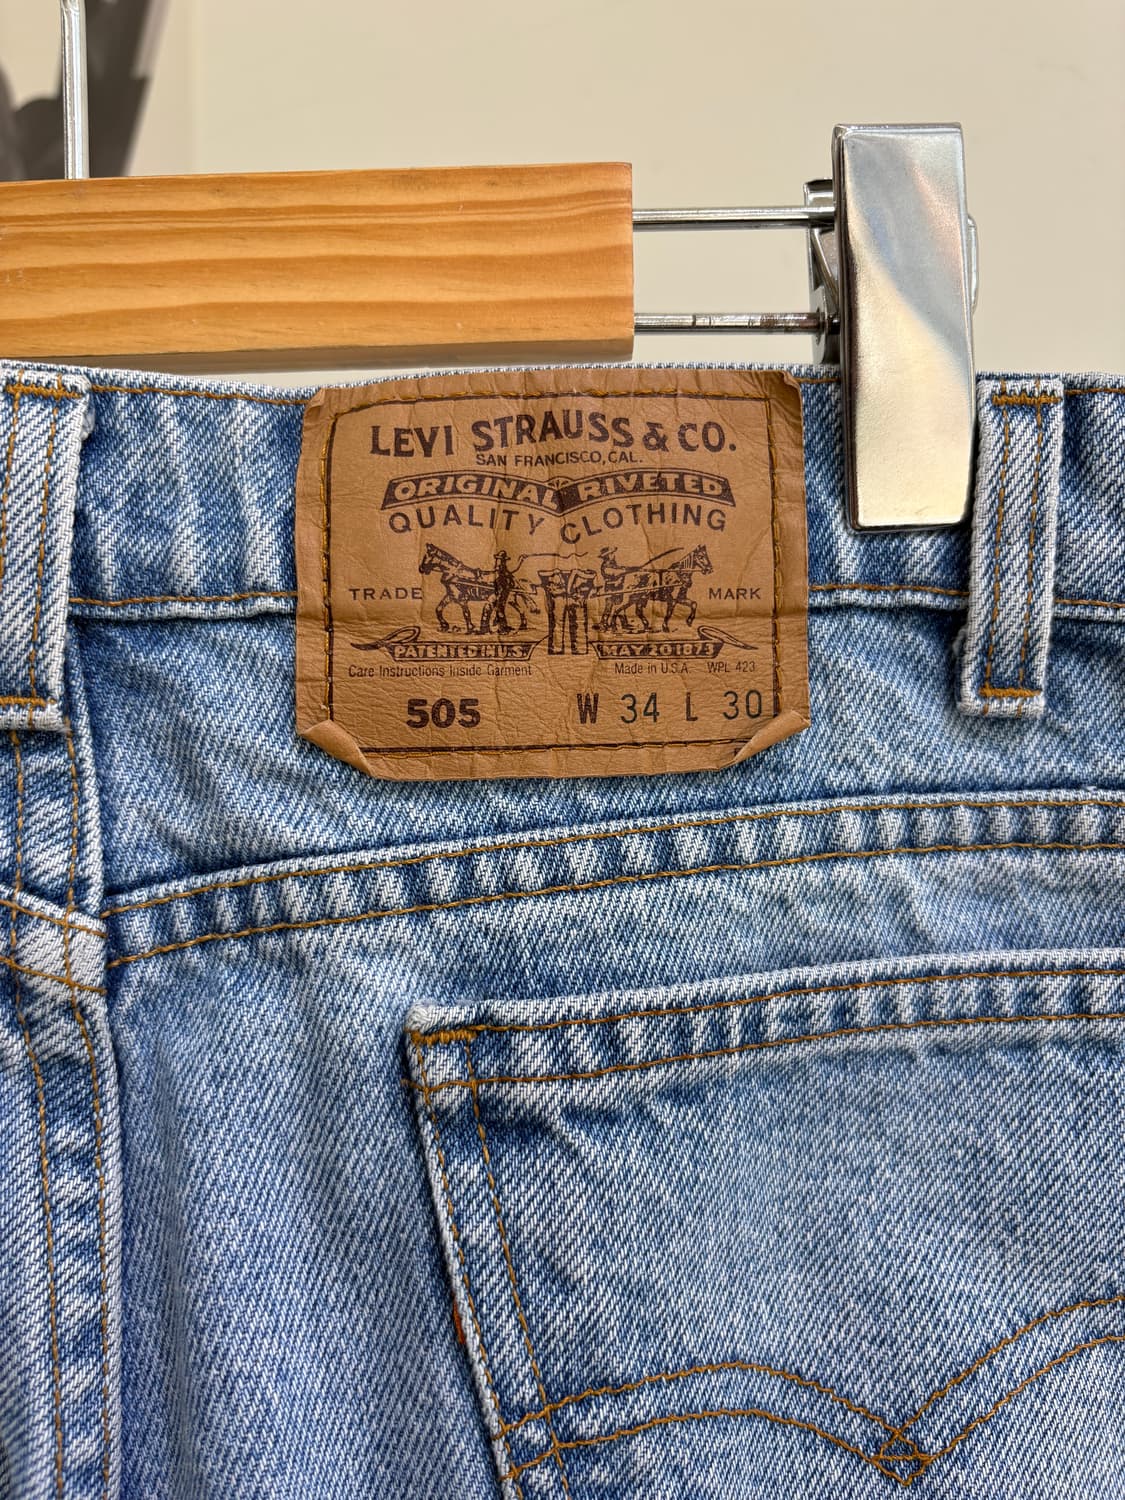 LEVI STRAUSS & CO.
SAN FRANCISCO, CAL.
ORIGINAL RIVETED
QUALITY CLOTHING
TRADE MARK
PATENTED IN U.S. MAY 20 1873
Care Instructions Inside Garment Made in U.S.A. WPL 423
505 W 34 L 30